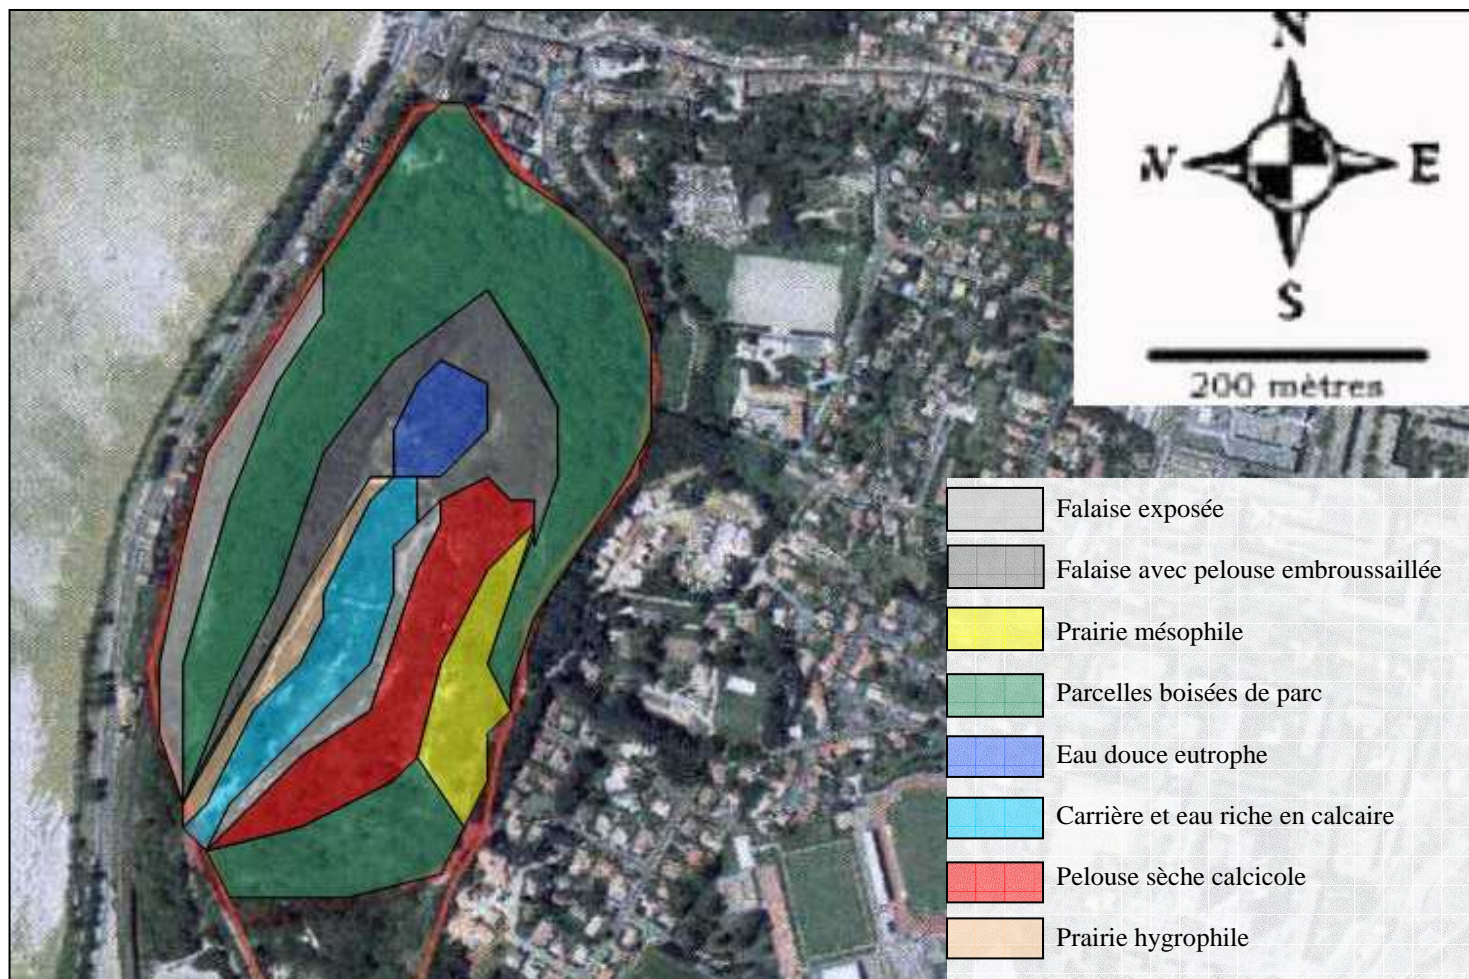 N
W
E
S
200 mètres
Falaise exposée
Falaise avec pelouse embroussaillée
Prairie mésophile
Parcelles boisées de parc
Eau douce eutrophe
Carrière et eau riche en calcaire
Pelouse sèche calcicole
Prairie hygrophile